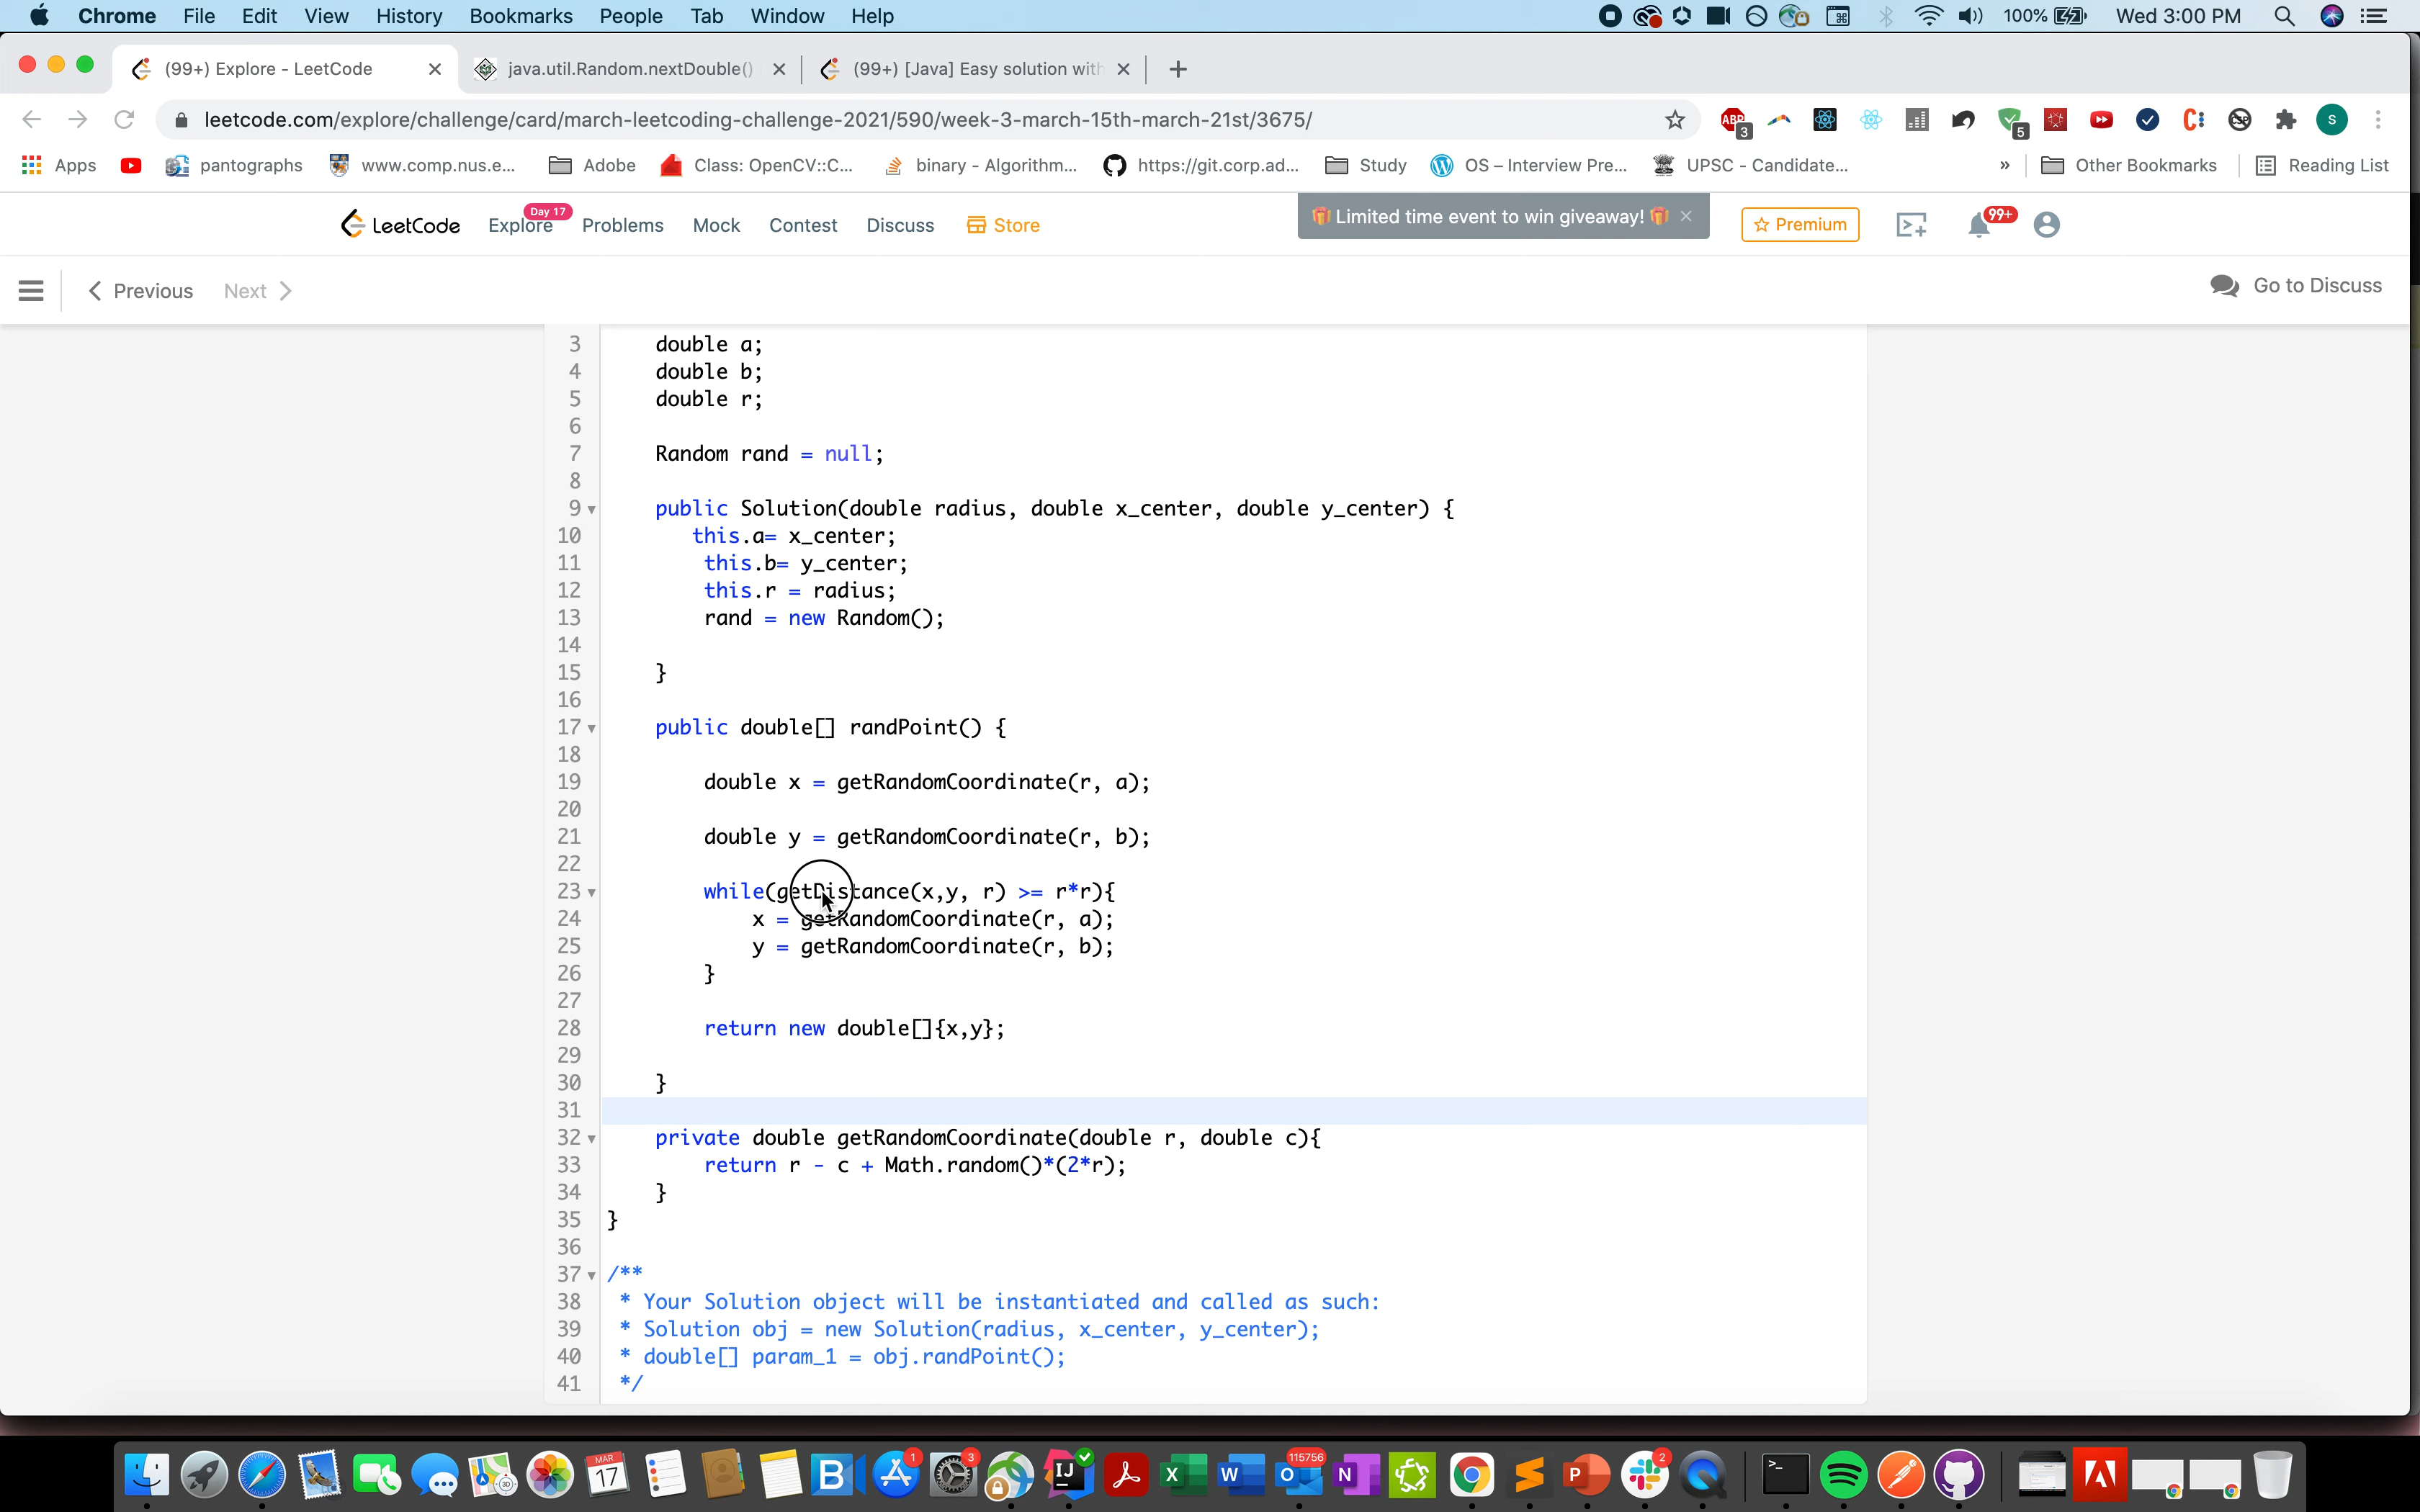 Chrome File Edit View History Bookmarks People Tab Window Help 100% Wed 3:00 PM
(99+) Explore - LeetCode java.util.Random.nextDouble() (99+) [Java] Easy solution with
leetcode.com/explore/challenge/card/march-leetcoding-challenge-2021/590/week-3-march-15th-march-21st/3675/ ABP 3 5 S
Apps pantographs www.comp.nus.e... Adobe Class: OpenCV::C... binary - Algorithm... https://git.corp.ad... Study OS – Interview Pre... UPSC - Candidate... » Other Bookmarks Reading List
LeetCode Explore Day 17 Problems Mock Contest Discuss Store Limited time event to win giveaway! Premium 99+
Previous Next Go to Discuss
3 double a;
4 double b;
5 double r;
6
7 Random rand = null;
8
9 public Solution(double radius, double x_center, double y_center) {
10 this.a= x_center;
11 this.b= y_center;
12 this.r = radius;
13 rand = new Random();
14
15 }
16
17 public double[] randPoint() {
18
19 double x = getRandomCoordinate(r, a);
20
21 double y = getRandomCoordinate(r, b);
22
23 while(getDistance(x,y, r) >= r*r){
24 x = getRandomCoordinate(r, a);
25 y = getRandomCoordinate(r, b);
26 }
27
28 return new double[]{x,y};
29
30 }
31
32 private double getRandomCoordinate(double r, double c){
33 return r - c + Math.random()*(2*r);
34 }
35 }
36
37 /**
38 * Your Solution object will be instantiated and called as such:
39 * Solution obj = new Solution(radius, x_center, y_center);
40 * double[] param_1 = obj.randPoint();
41 */
MAR 17 1 3 115756 2